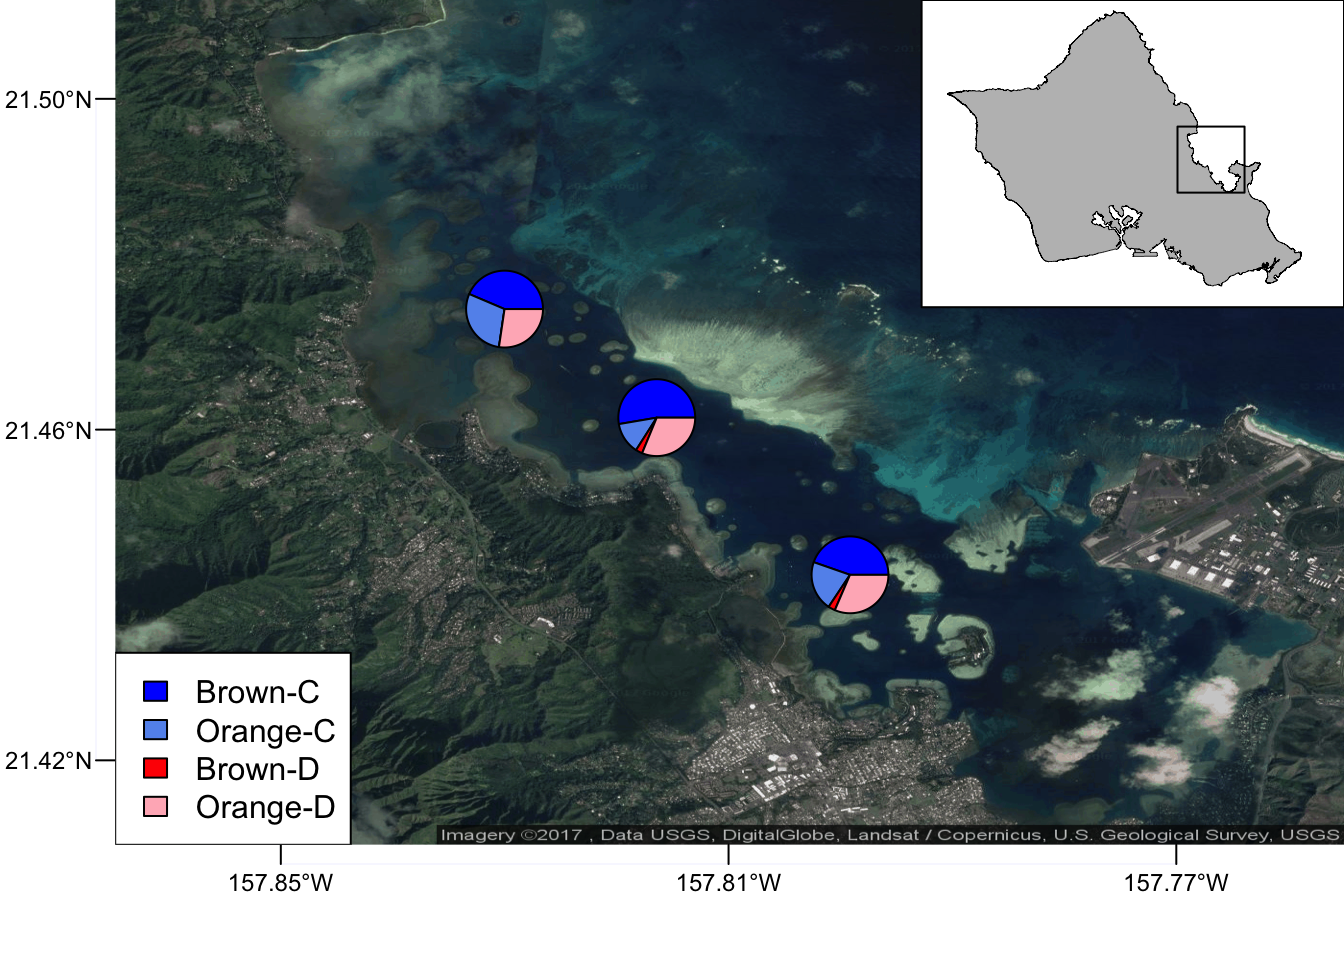 21.50°N
21.46°N
21.42°N
Brown-C
Orange-C
Brown-D
Orange-D
Imagery ©2017 , Data USGS, DigitalGlobe, Landsat / Copernicus, U.S. Geological Survey, USGS
157.85°W
157.81°W
157.77°W